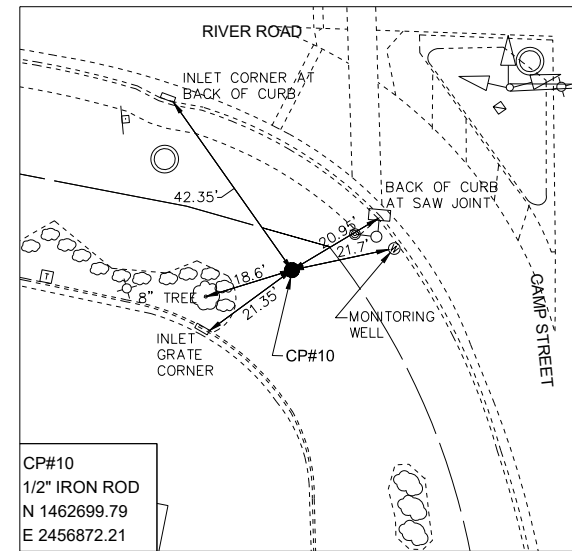 RIVER ROAD
INLET CORNER AT
BACK OF CURB
42.35'
BACK OF CURB
AT SAW JOINT
20.95'
21.7'
18.6'
8" TREE
21.35'
MONITORING
WELL
INLET
GRATE
CORNER
CP#10
CAMP STREET
T
W
CP#10
1/2" IRON ROD
N 1462699.79
E 2456872.21